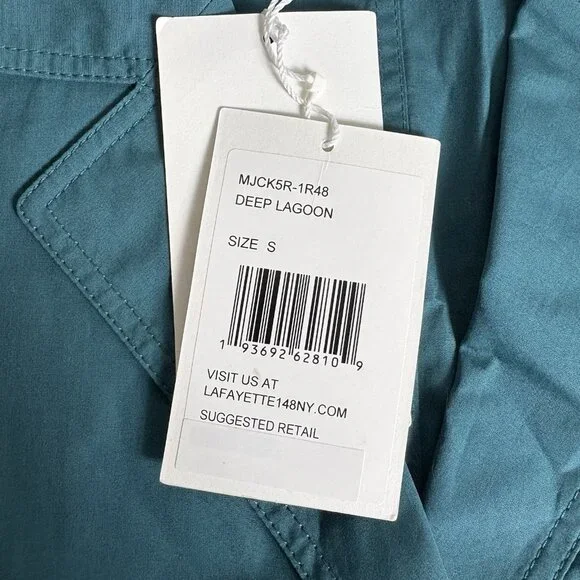 MJCK5R-1R48
DEEP LAGOON
SIZE S
1 93692 62810 9
VISIT US AT
LAFAYETTE148NY.COM
SUGGESTED RETAIL